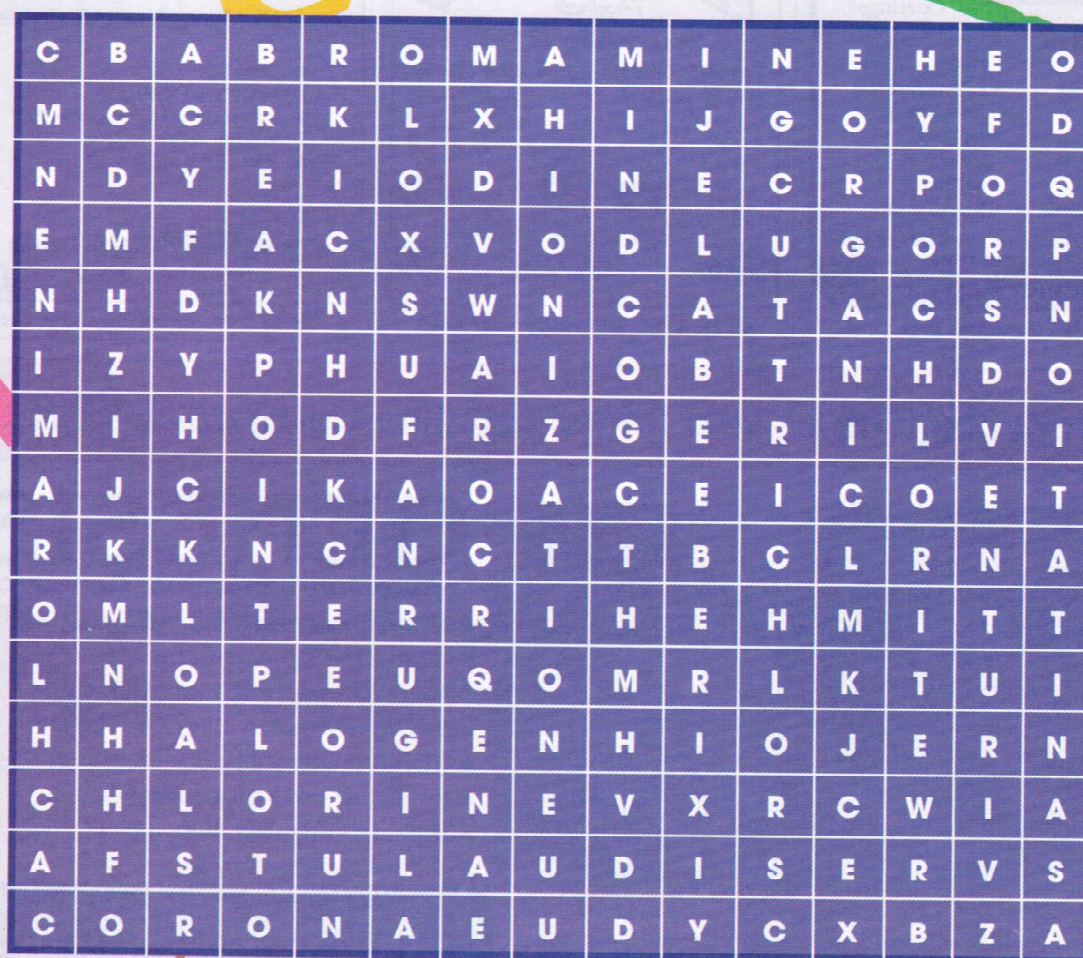 C B A B R O M A M I N E H E O
M C C R K L X H I J G O Y F D
N D Y E I O D I N E C R P O Q
E M F A C X V O D L U G O R P
N H D K N S W N C A T A C S N
I Z Y P H U A I O B T N H D O
M I H O D F R Z G E R I L V I
A J C I K A O A C E I C O E T
R K K N C N C T T B C L R N A
O M L T E R R I H E H M I T T
L N O P E U Q O M R L K T U I
H H A L O G E N H I O J E R N
C H L O R I N E V X R C W I A
A F S T U L A U D I S E R V S
C O R O N A E U D Y C X B Z A